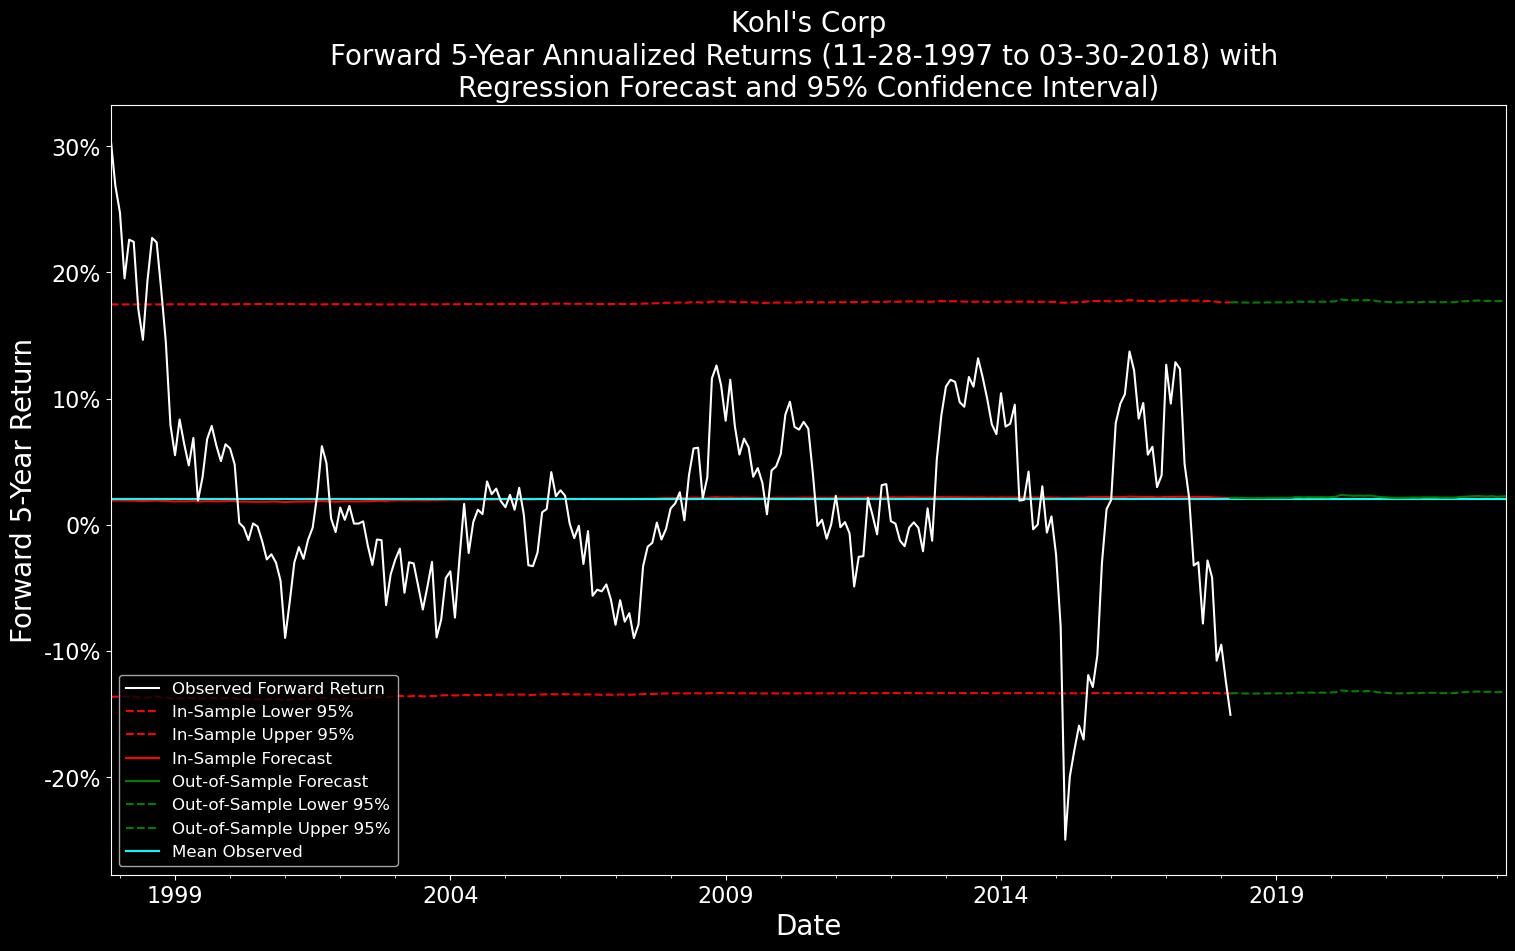 Kohl's Corp
Forward 5-Year Annualized Returns (11-28-1997 to 03-30-2018) with
Regression Forecast and 95% Confidence Interval)
Forward 5-Year Return
30%
20%
10%
0%
-10%
-20%
Observed Forward Return
In-Sample Lower 95%
In-Sample Upper 95%
In-Sample Forecast
Out-of-Sample Forecast
Out-of-Sample Lower 95%
Out-of-Sample Upper 95%
Mean Observed
1999 2004 2009 2014 2019
Date